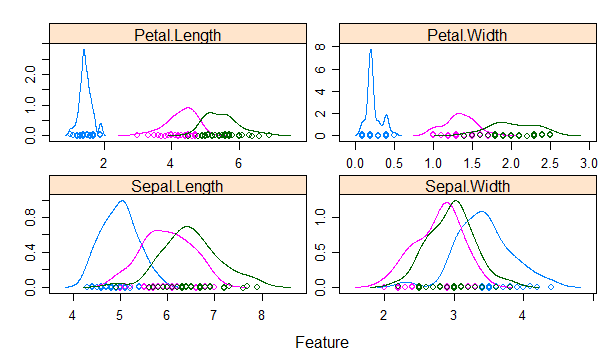 Petal.Length
Petal.Width
0.0 1.0 2.0
2 4 6
0 2 4 6 8
0.0 0.5 1.0 1.5 2.0 2.5 3.0
Sepal.Length
Sepal.Width
0.0 0.4 0.8
4 5 6 7 8
0.0 0.5 1.0
2 3 4
Feature